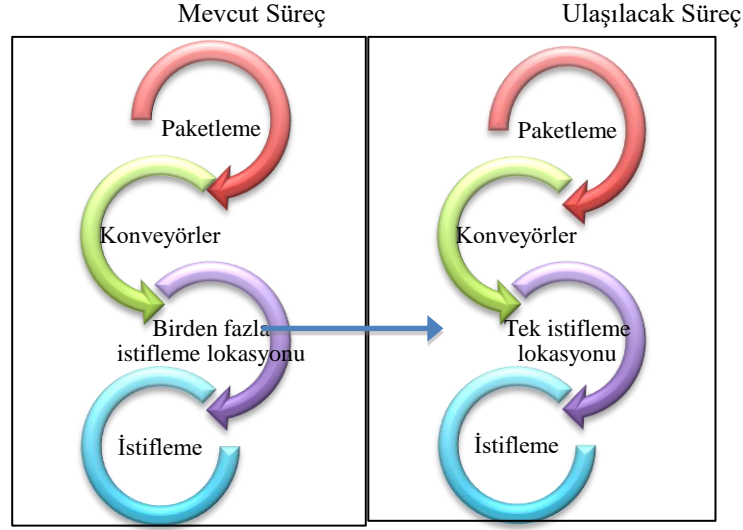 Mevcut Süreç
Paketleme
Konveyörler
Birden fazla
istifleme lokasyonu
İstifleme
Ulaşılacak Süreç
Paketleme
Konveyörler
Tek istifleme
lokasyonu
İstifleme